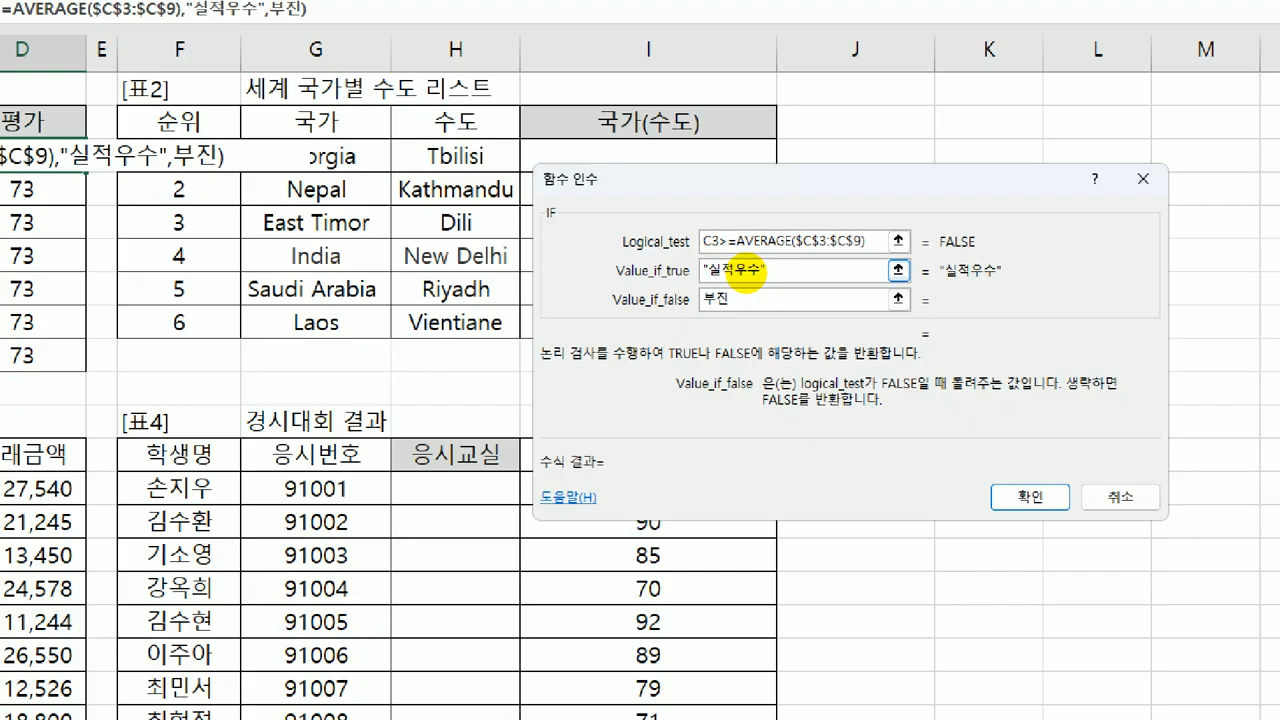 =AVERAGE($C$3:$C$9),"실적우수",부진)
D E F G H I J K L M
[표2] 세계 국가별 수도 리스트
평가 순위 국가 수도 국가(수도)
$C$9),"실적우수",부진) orgia Tbilisi
73 2 Nepal Kathmandu
73 3 East Timor Dili
73 4 India New Delhi
73 5 Saudi Arabia Riyadh
73 6 Laos Vientiane
73
함수 인수 ?
IF
Logical_test C3>=AVERAGE($C$3:$C$9) = FALSE
Value_if_true "실적우수" = "실적우수"
Value_if_false 부진 =
=
논리 검사를 수행하여 TRUE나 FALSE에 해당하는 값을 반환합니다.
Value_if_false 은(는) logical_test가 FALSE일 때 돌려주는 값입니다. 생략하면
FALSE을 반환합니다.
수식 결과=
도움말(H) 확인 취소
[표4] 경시대회 결과
래금액 학생명 응시번호 응시교실
27,540 손지우 91001
21,245 김수환 91002 90
13,450 기소영 91003 85
24,578 강옥희 91004 70
11,244 김수현 91005 92
26,550 이주아 91006 89
12,526 최민서 91007 79
18,800 91008 71